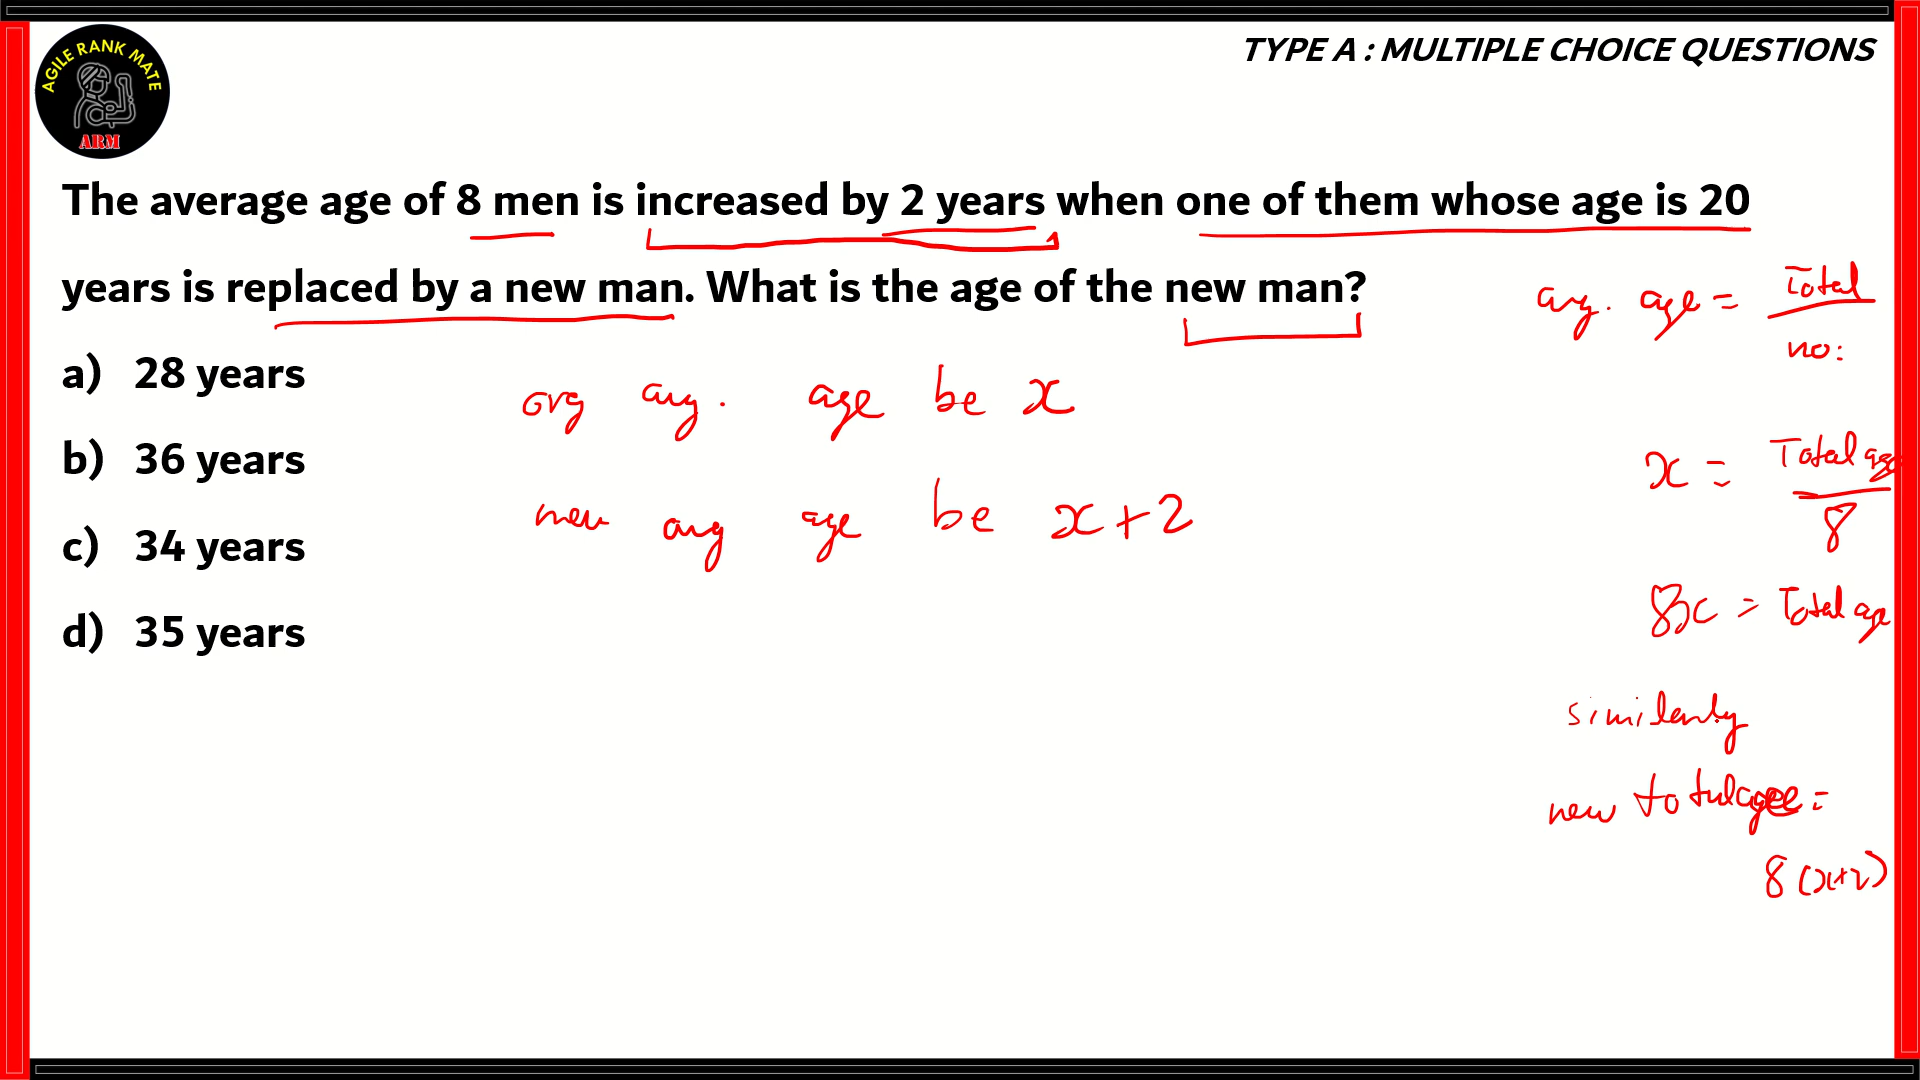 AGILE RANK MATE
ARM
TYPE A : MULTIPLE CHOICE QUESTIONS
The average age of 8 men is increased by 2 years when one of them whose age is 20
years is replaced by a new man. What is the age of the new man?
a) 28 years
b) 36 years
c) 34 years
d) 35 years
org avg. age be x
new avg age be x+2
avg. age = Total
no:
x = Total age
8
8x = Total age
similarly
new total age =
8(x+2)